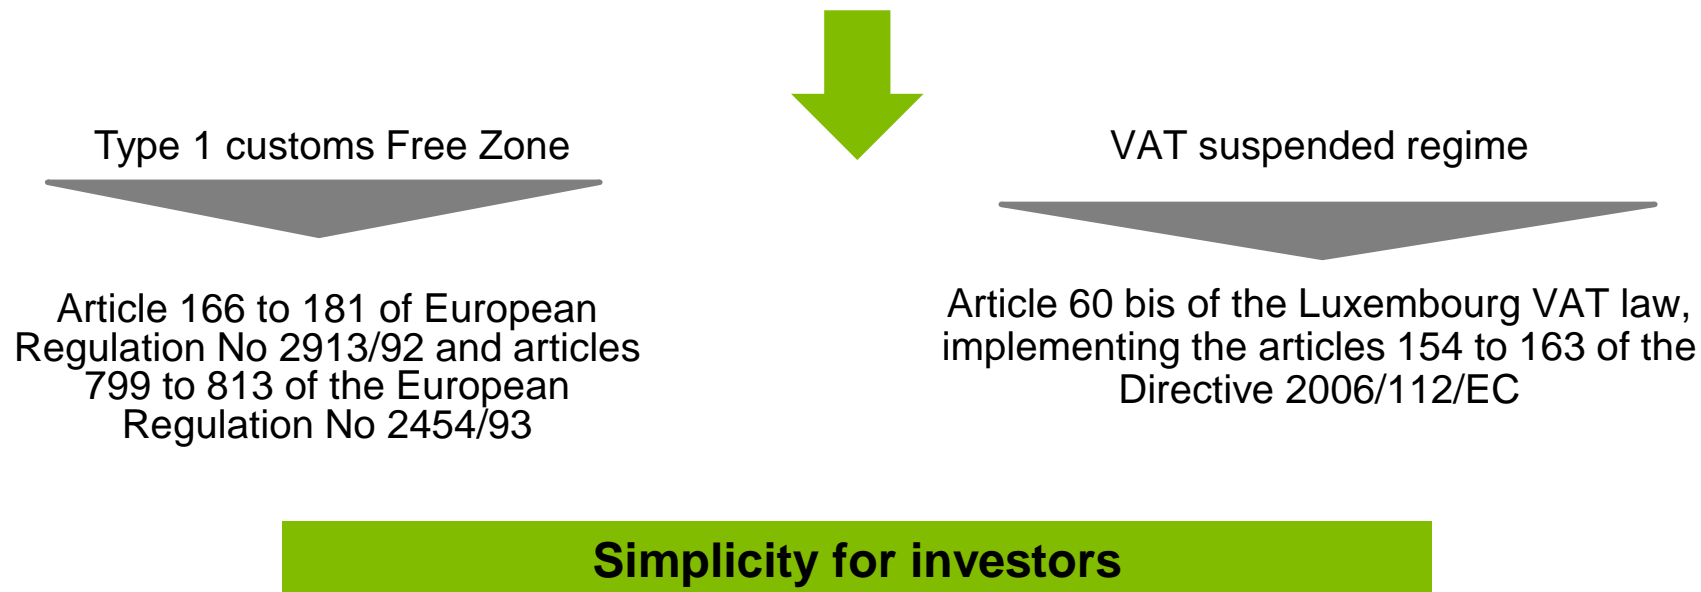 Type 1 customs Free Zone
Article 166 to 181 of European
Regulation No 2913/92 and articles
799 to 813 of the European
Regulation No 2454/93
VAT suspended regime
Article 60 bis of the Luxembourg VAT law,
implementing the articles 154 to 163 of the
Directive 2006/112/EC
Simplicity for investors